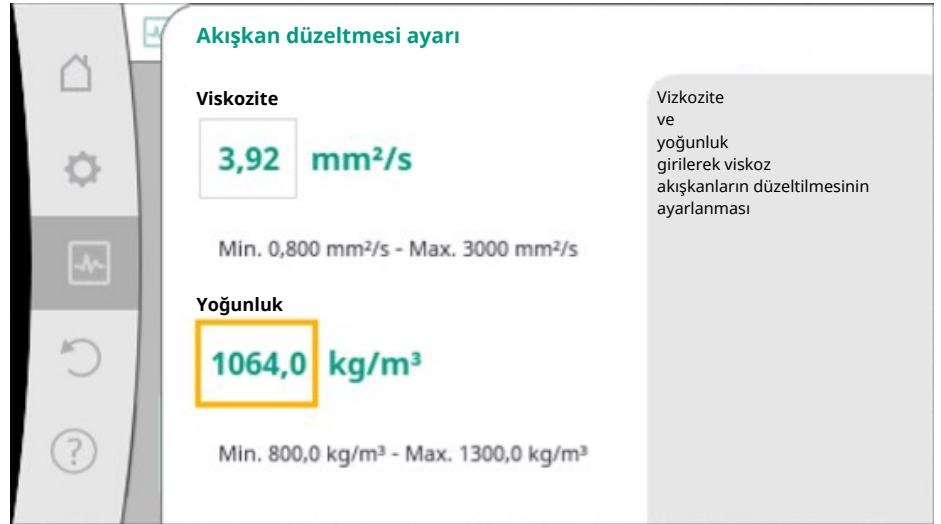 Akışkan düzeltmesi ayarı
Viskozite
3,92 mm²/s
Min. 0,800 mm²/s - Max. 3000 mm²/s
Yoğunluk
1064,0 kg/m³
Min. 800,0 kg/m³ - Max. 1300,0 kg/m³
Vizkozite
ve
yoğunluk
girilerek viskoz
akışkanların düzeltilmesinin
ayarlanması
?